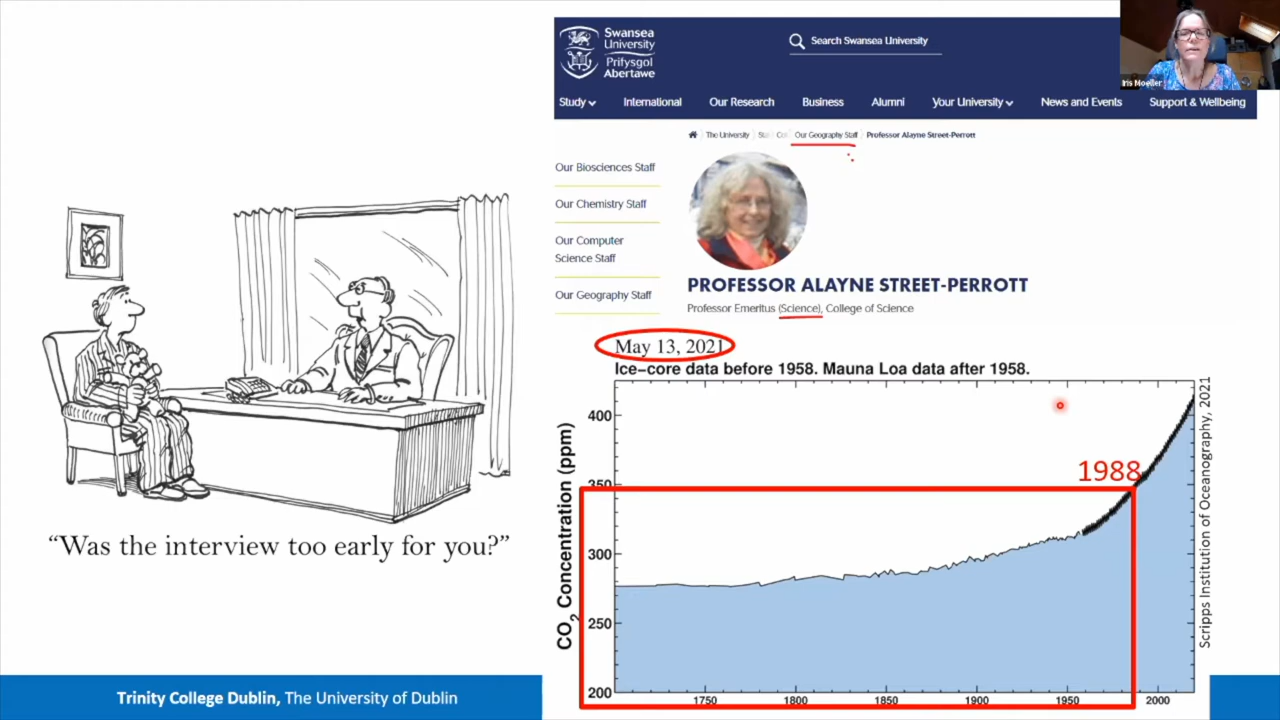 Swansea
University
Prifysgol
Abertawe
Search Swansea University
Iris Moeller
Study International Our Research Business Alumni Your University News and Events Support & Wellbeing
The University Our Geography Staff Professor Alayne Street-Perrott
Our Biosciences Staff
Our Chemistry Staff
Our Computer
Science Staff
Our Geography Staff
PROFESSOR ALAYNE STREET-PERROTT
Professor Emeritus (Science), College of Science
May 13, 2021
Ice-core data before 1958. Mauna Loa data after 1958.
CO2 Concentration (ppm)
400
350
300
250
200
1988
1750 1800 1850 1900 1950 2000
Scripps Institution of Oceanography, 2021
“Was the interview too early for you?”
Trinity College Dublin, The University of Dublin